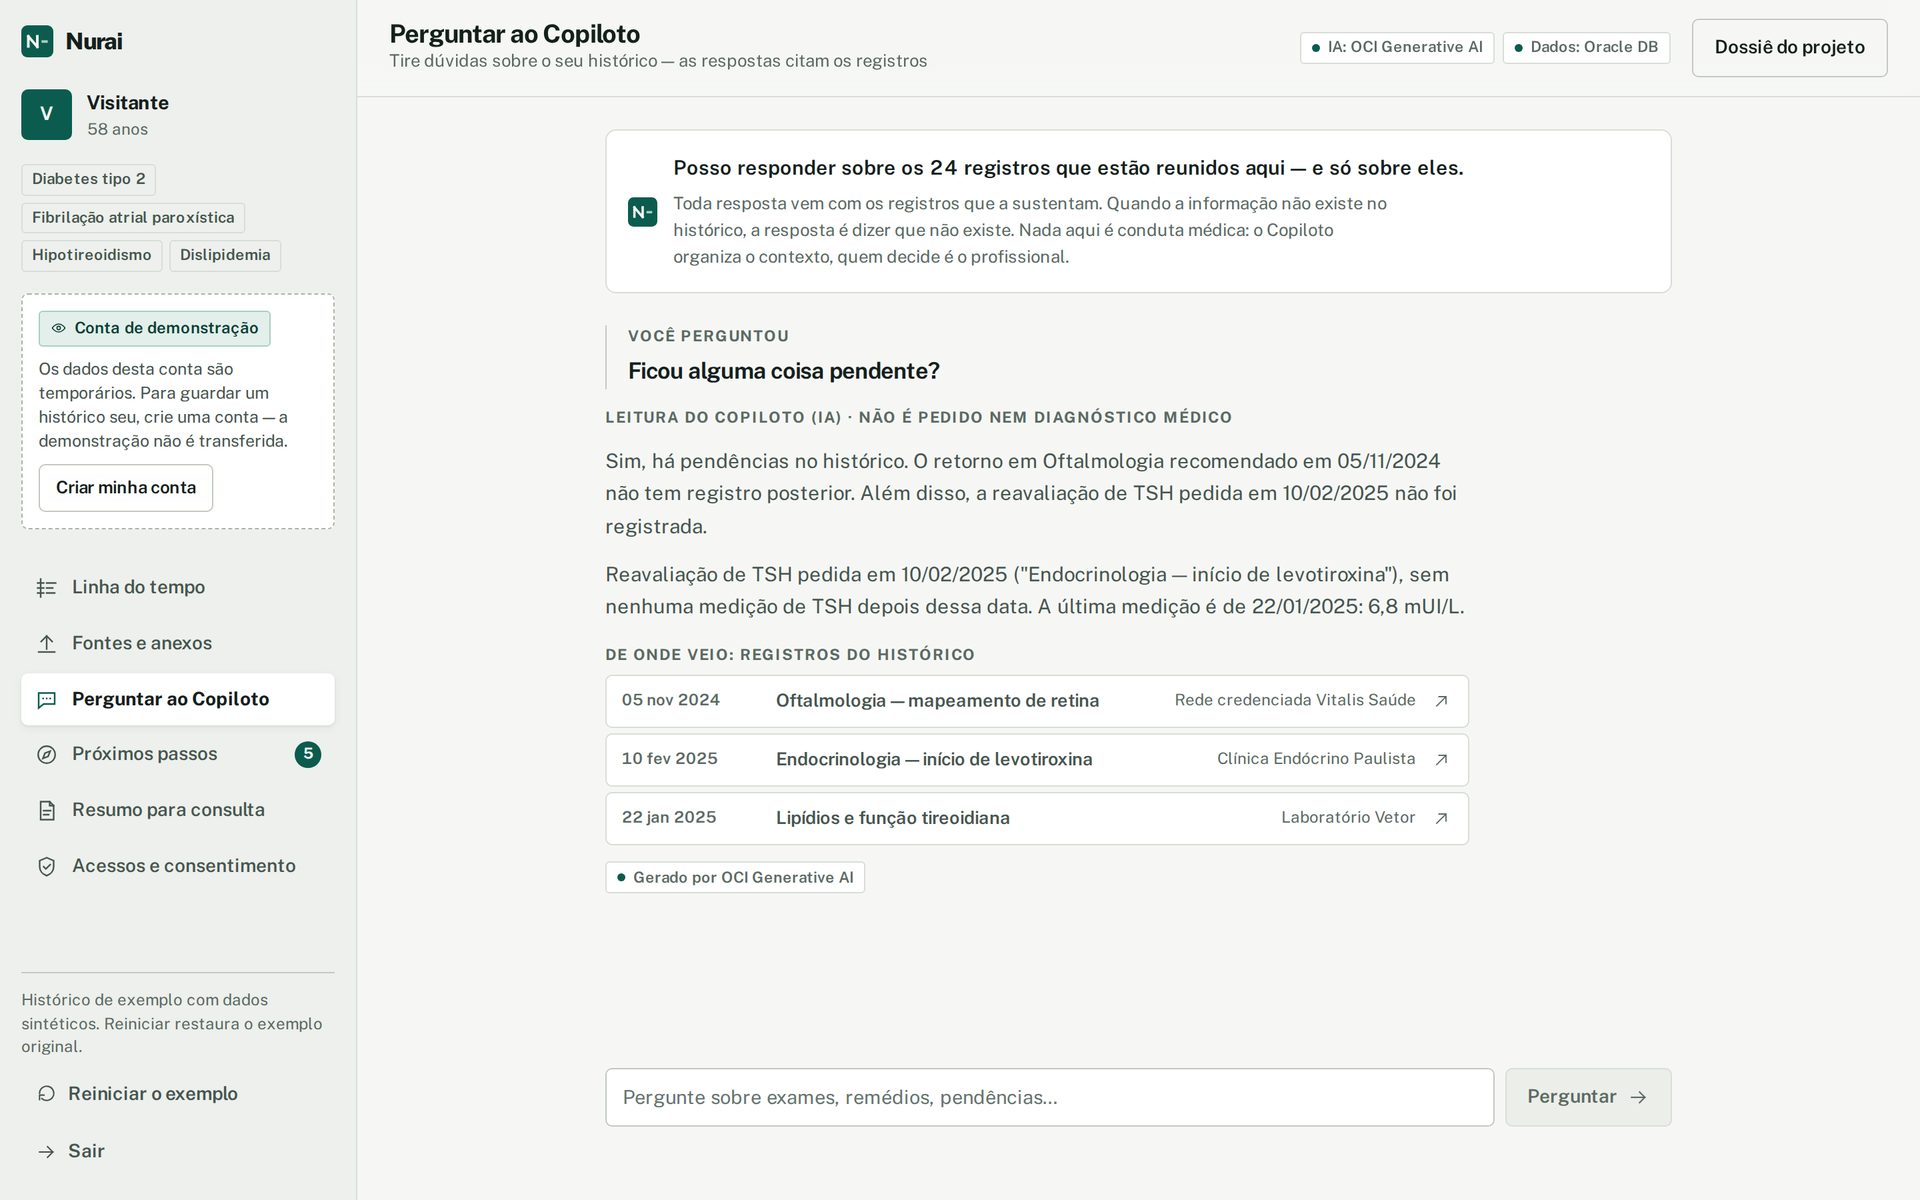 N- Nurai
V
Visitante
58 anos
Diabetes tipo 2
Fibrilação atrial paroxística
Hipotireoidismo
Dislipidemia
Conta de demonstração
Os dados desta conta são
temporários. Para guardar um
histórico seu, crie uma conta — a
demonstração não é transferida.
Criar minha conta
Linha do tempo
Fontes e anexos
Perguntar ao Copiloto
Próximos passos 5
Resumo para consulta
Acessos e consentimento
Histórico de exemplo com dados
sintéticos. Reiniciar restaura o exemplo
original.
Reiniciar o exemplo
Sair
Perguntar ao Copiloto
Tire dúvidas sobre o seu histórico — as respostas citam os registros
IA: OCI Generative AI
Dados: Oracle DB
Dossiê do projeto
N-
Posso responder sobre os 24 registros que estão reunidos aqui — e só sobre eles.
Toda resposta vem com os registros que a sustentam. Quando a informação não existe no
histórico, a resposta é dizer que não existe. Nada aqui é conduta médica: o Copiloto
organiza o contexto, quem decide é o profissional.
VOCÊ PERGUNTOU
Ficou alguma coisa pendente?
LEITURA DO COPILOTO (IA) · NÃO É PEDIDO NEM DIAGNÓSTICO MÉDICO
Sim, há pendências no histórico. O retorno em Oftalmologia recomendado em 05/11/2024
não tem registro posterior. Além disso, a reavaliação de TSH pedida em 10/02/2025 não foi
registrada.
Reavaliação de TSH pedida em 10/02/2025 ("Endocrinologia — início de levotiroxina"), sem
nenhuma medição de TSH depois dessa data. A última medição é de 22/01/2025: 6,8 mUI/L.
DE ONDE VEIO: REGISTROS DO HISTÓRICO
05 nov 2024 Oftalmologia — mapeamento de retina Rede credenciada Vitalis Saúde
10 fev 2025 Endocrinologia — início de levotiroxina Clínica Endócrino Paulista
22 jan 2025 Lipídios e função tireoidiana Laboratório Vetor
Gerado por OCI Generative AI
Pergunte sobre exames, remédios, pendências...
Perguntar